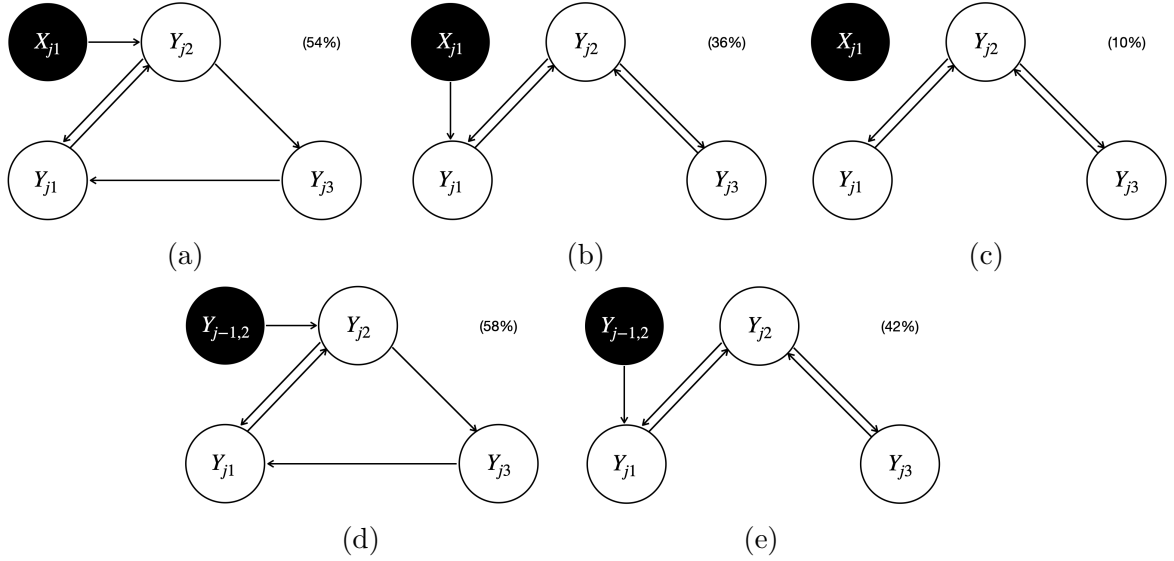 X_{j1} Y_{j2} (54%)
Y_{j1} Y_{j3}
(a)
X_{j1} Y_{j2} (36%)
Y_{j1} Y_{j3}
(b)
X_{j1} Y_{j2} (10%)
Y_{j1} Y_{j3}
(c)
Y_{j−1,2} Y_{j2} (58%)
Y_{j1} Y_{j3}
(d)
Y_{j−1,2} Y_{j2} (42%)
Y_{j1} Y_{j3}
(e)